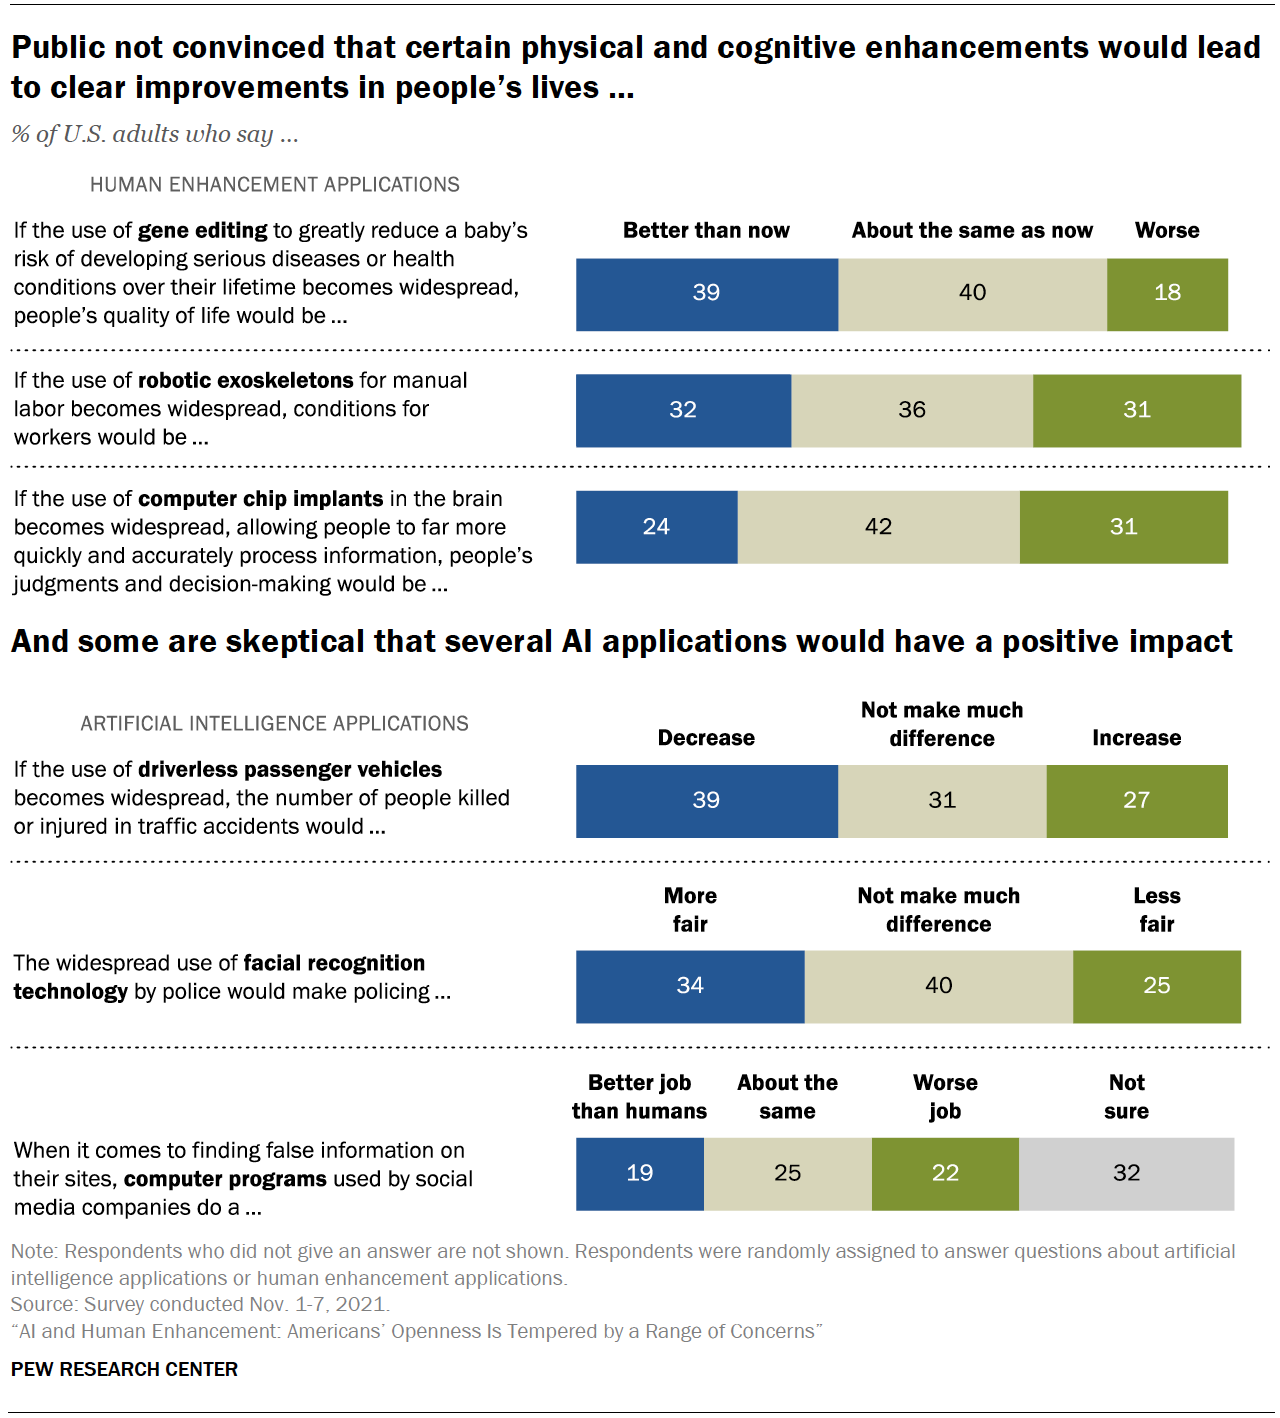 Public not convinced that certain physical and cognitive enhancements would lead
to clear improvements in people's lives ...
% of U.S. adults who say ...
HUMAN ENHANCEMENT APPLICATIONS
If the use of gene editing to greatly reduce a baby's
risk of developing serious diseases or health
conditions over their lifetime becomes widespread,
people's quality of life would be ...
Better than now About the same as now Worse
39 40 18
If the use of robotic exoskeletons for manual
labor becomes widespread, conditions for
workers would be ...
32 36 31
If the use of computer chip implants in the brain
becomes widespread, allowing people to far more
quickly and accurately process information, people's
judgments and decision-making would be ...
24 42 31
And some are skeptical that several AI applications would have a positive impact
ARTIFICIAL INTELLIGENCE APPLICATIONS
If the use of driverless passenger vehicles
becomes widespread, the number of people killed
or injured in traffic accidents would ...
Not make much
Decrease difference Increase
39 31 27
More Not make much Less
fair difference fair
The widespread use of facial recognition
technology by police would make policing ...
34 40 25
Better job About the Worse Not
than humans same job sure
When it comes to finding false information on
their sites, computer programs used by social
media companies do a ...
19 25 22 32
Note: Respondents who did not give an answer are not shown. Respondents were randomly assigned to answer questions about artificial
intelligence applications or human enhancement applications.
Source: Survey conducted Nov. 1-7, 2021.
"AI and Human Enhancement: Americans' Openness Is Tempered by a Range of Concerns"
PEW RESEARCH CENTER